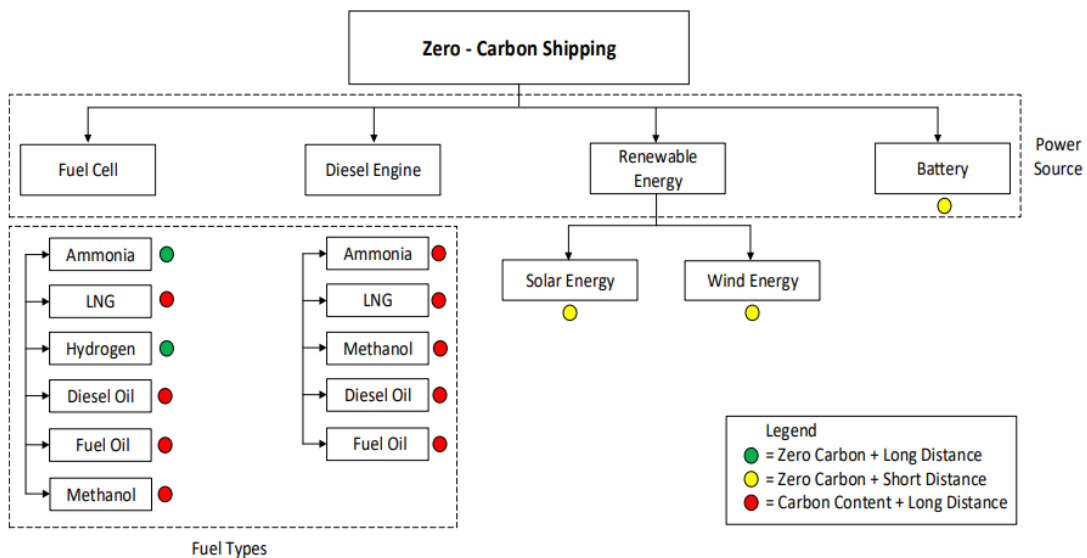 Zero - Carbon Shipping
Fuel Cell
Diesel Engine
Renewable
Energy
Battery
Power
Source
Ammonia
LNG
Hydrogen
Diesel Oil
Fuel Oil
Methanol
Ammonia
LNG
Methanol
Diesel Oil
Fuel Oil
Solar Energy
Wind Energy
Legend
= Zero Carbon + Long Distance
= Zero Carbon + Short Distance
= Carbon Content + Long Distance
Fuel Types